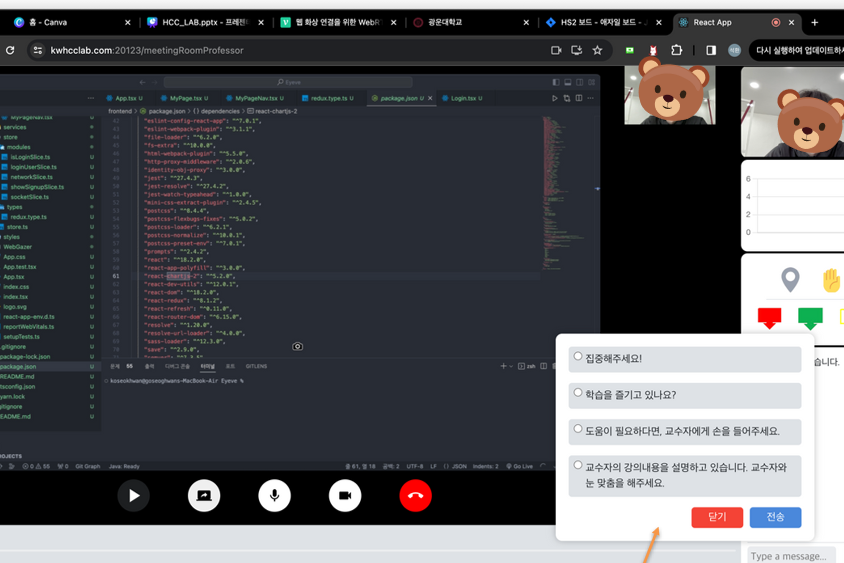 홈 - Canva
HCC_LAB.pptx - 프레젠
웹 화상 연결을 위한 WebR
광운대학교
HS2 보드 - 애자일 보드 - J
React App
kwhcclab.com:20123/meetingRoomProfessor
다시 실행하여 업데이트하
Eyeve
App.tsx U
MyPage.tsx U
MyPageNav.tsx U
redux.type.ts U
package.json U
Login.tsx U
frontend > package.json > {} dependencies > react-chartjs-2
MyPageNav.tsx U
services
store
modules
isLoginSlice.ts U
loginUserSlice.ts U
networkSlice.ts U
showSignupSlice.ts U
socketSlice.ts U
types
redux.type.ts U
store.ts U
styles
WebGazer
App.css U
App.test.tsx U
App.tsx U
index.css U
index.tsx U
logo.svg U
react-app-env.d.ts U
reportWebVitals.ts U
setupTests.ts U
.gitignore U
package-lock.json U
package.json U
README.md U
tsconfig.json U
yarn.lock U
.gitignore U
README.md U
"eslint-config-react-app": "^7.0.1",
"eslint-webpack-plugin": "^3.1.1",
"file-loader": "^6.2.0",
"fs-extra": "^10.0.0",
"html-webpack-plugin": "^5.5.0",
"http-proxy-middleware": "^2.0.6",
"identity-obj-proxy": "^3.0.0",
"jest": "^27.4.3",
"jest-resolve": "^27.4.2",
"jest-watch-typeahead": "^1.0.0",
"mini-css-extract-plugin": "^2.4.5",
"postcss": "^8.4.4",
"postcss-flexbugs-fixes": "^5.0.2",
"postcss-loader": "^6.2.1",
"postcss-normalize": "^10.0.1",
"postcss-preset-env": "^7.0.1",
"prompts": "^2.4.2",
"react": "^18.2.0",
"react-app-polyfill": "^3.0.0",
61 "react-chartjs-2": "^5.2.0",
"react-dev-utils": "^12.0.1",
"react-dom": "^18.2.0",
"react-redux": "^8.1.2",
"react-refresh": "^0.11.0",
"react-router-dom": "^6.15.0",
"resolve": "^1.20.0",
"resolve-url-loader": "^4.0.0",
"sass-loader": "^12.3.0",
"save": "^2.9.0",
문제 55 출력 디버그 콘솔 터미널 포트 GITLENS
zsh
koseokhwan@goseoghwans-MacBook-Air Eyeve %
Git Graph Java: Ready
줄 61, 열 18 공백: 2 UTF-8 LF {} JSON Indents: 2 Go Live
6
4
2
0
습니다.
집중해주세요!
학습을 즐기고 있나요?
도움이 필요하다면, 교수자에게 손을 들어주세요.
교수자의 강의내용을 설명하고 있습니다. 교수자와
눈 맞춤을 해주세요.
닫기
전송
Type a message...